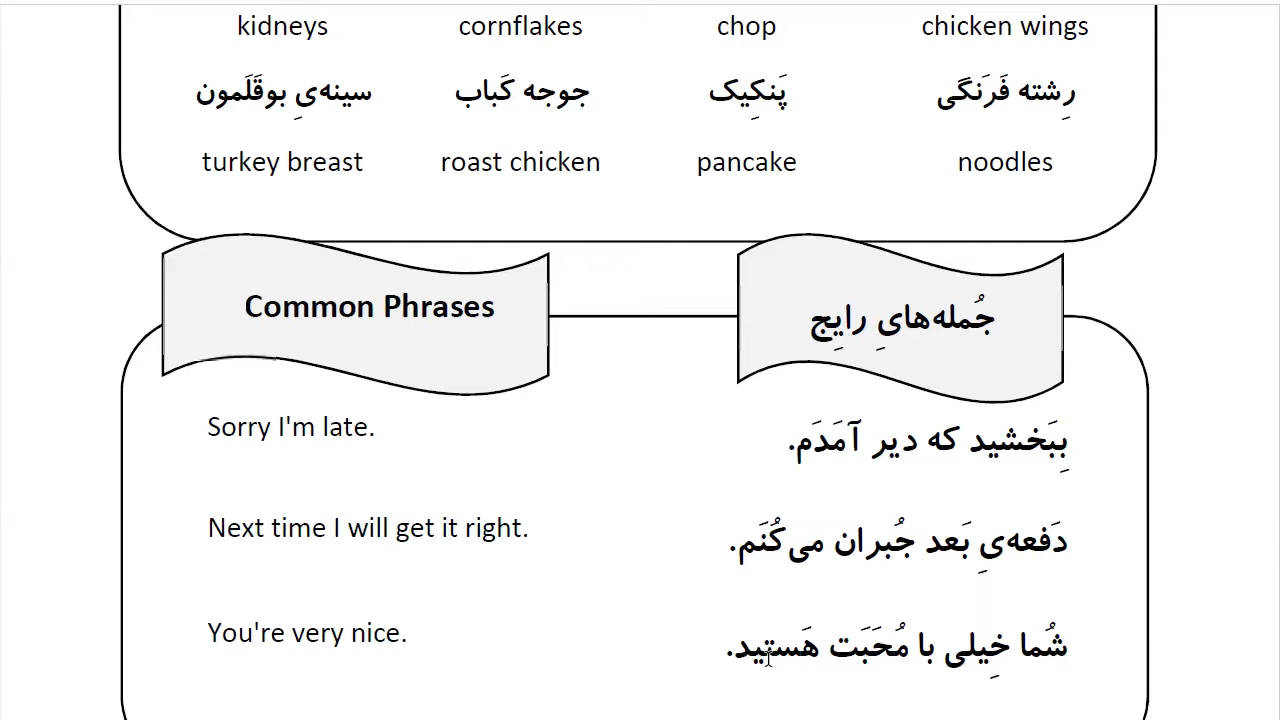 kidneys cornflakes chop chicken wings
سینه‌یِ بوقَلَمون جوجه کَباب پَنکِیک رِشته فَرَنگی
turkey breast roast chicken pancake noodles
Common Phrases جُمله‌هایِ رایِج
Sorry I'm late. بِبَخشید که دیر آمَدَم.
Next time I will get it right. دَفعه‌یِ بَعد جُبران می‌کُنَم.
You're very nice. شُما خِیلی با مُحَبَت هَستید.